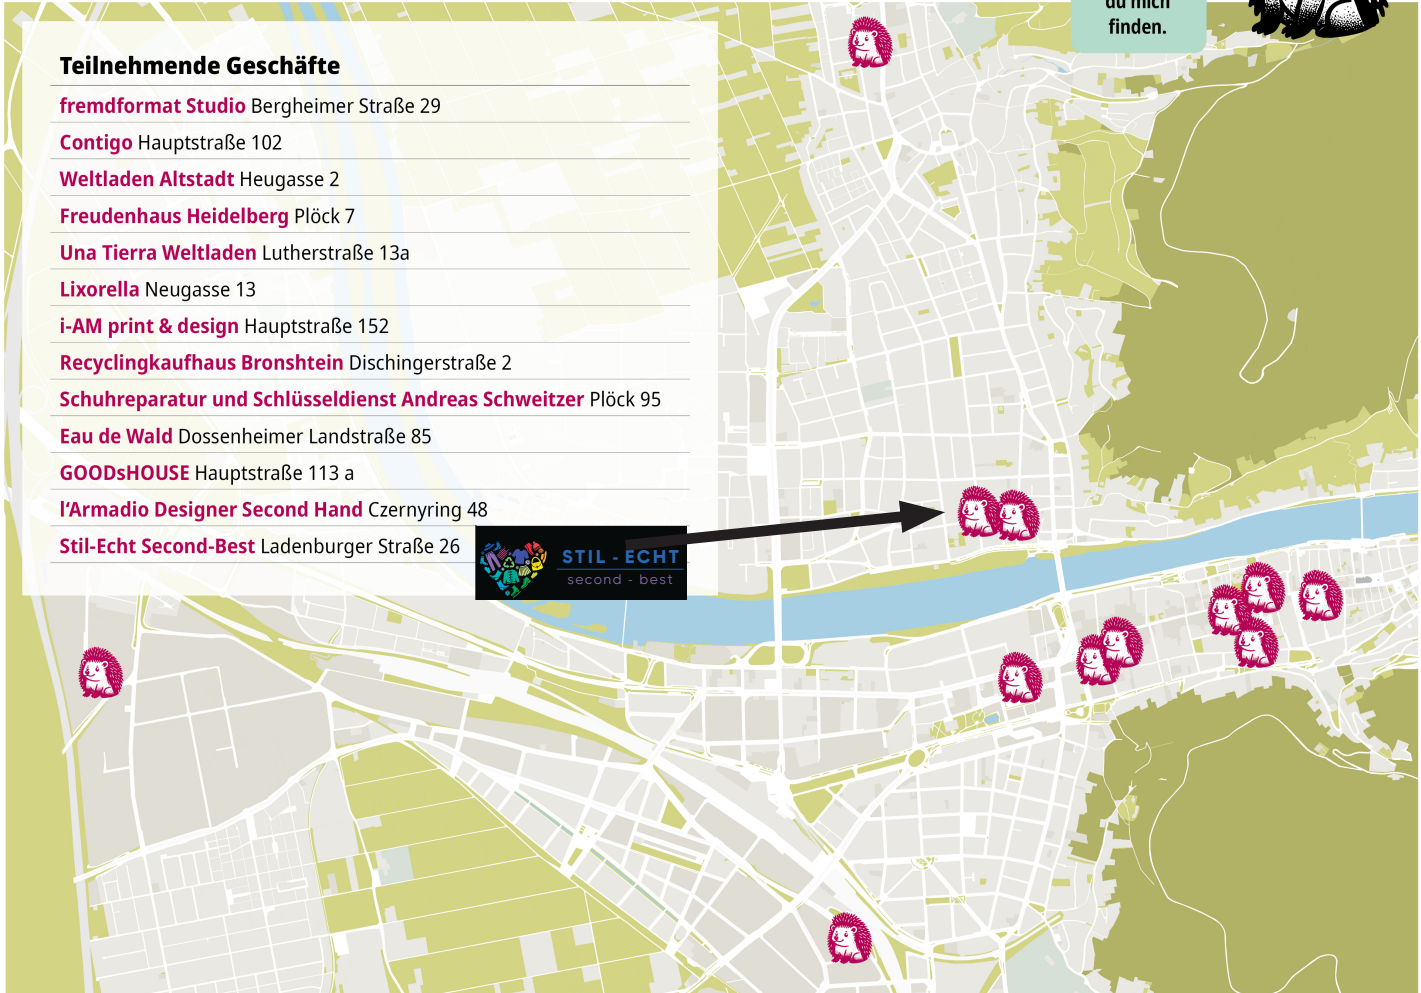 du mich
finden.
Teilnehmende Geschäfte
fremdformat Studio Bergheimer Straße 29
Contigo Hauptstraße 102
Weltladen Altstadt Heugasse 2
Freudenhaus Heidelberg Plöck 7
Una Tierra Weltladen Lutherstraße 13a
Lixorella Neugasse 13
i-AM print & design Hauptstraße 152
Recyclingkaufhaus Bronshtein Dischingerstraße 2
Schuhreparatur und Schlüsseldienst Andreas Schweitzer Plöck 95
Eau de Wald Dossenheimer Landstraße 85
GOODsHOUSE Hauptstraße 113 a
l’Armadio Designer Second Hand Czernyring 48
Stil-Echt Second-Best Ladenburger Straße 26
STIL - ECHT
second - best